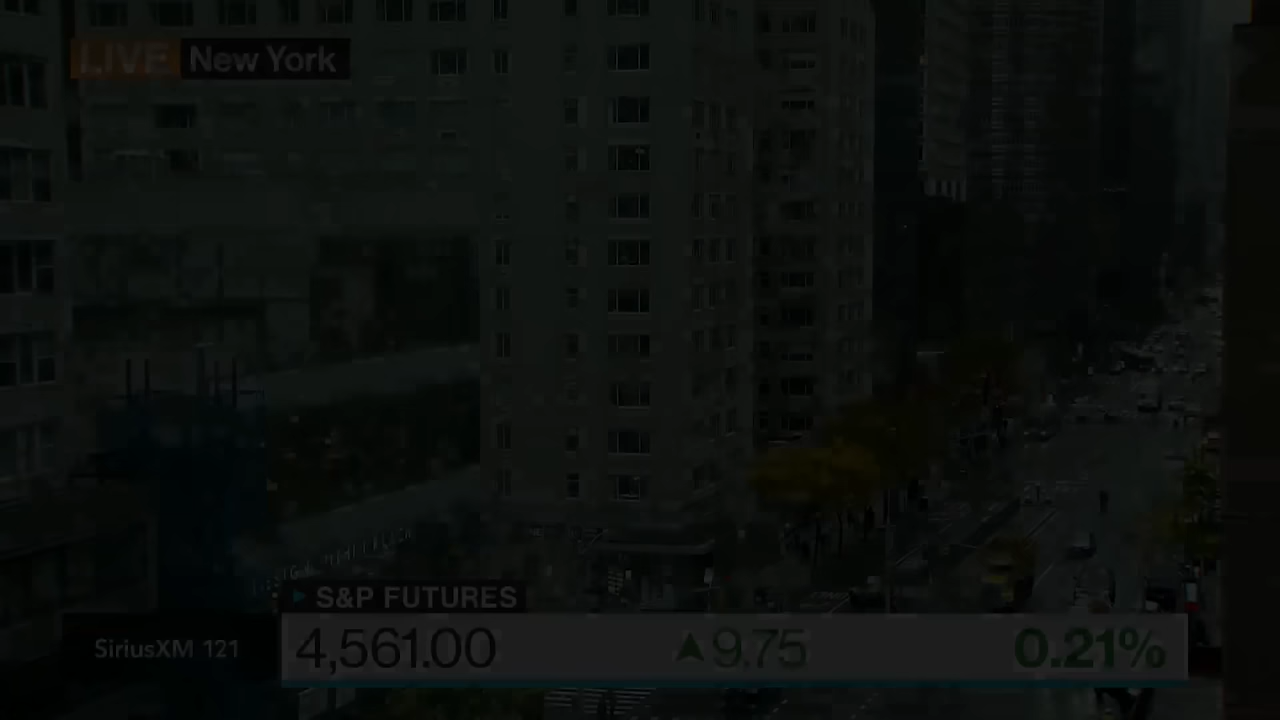 LIVE New York
S&P FUTURES
SiriusXM 121 4,561.00 ▲9.75 0.21%